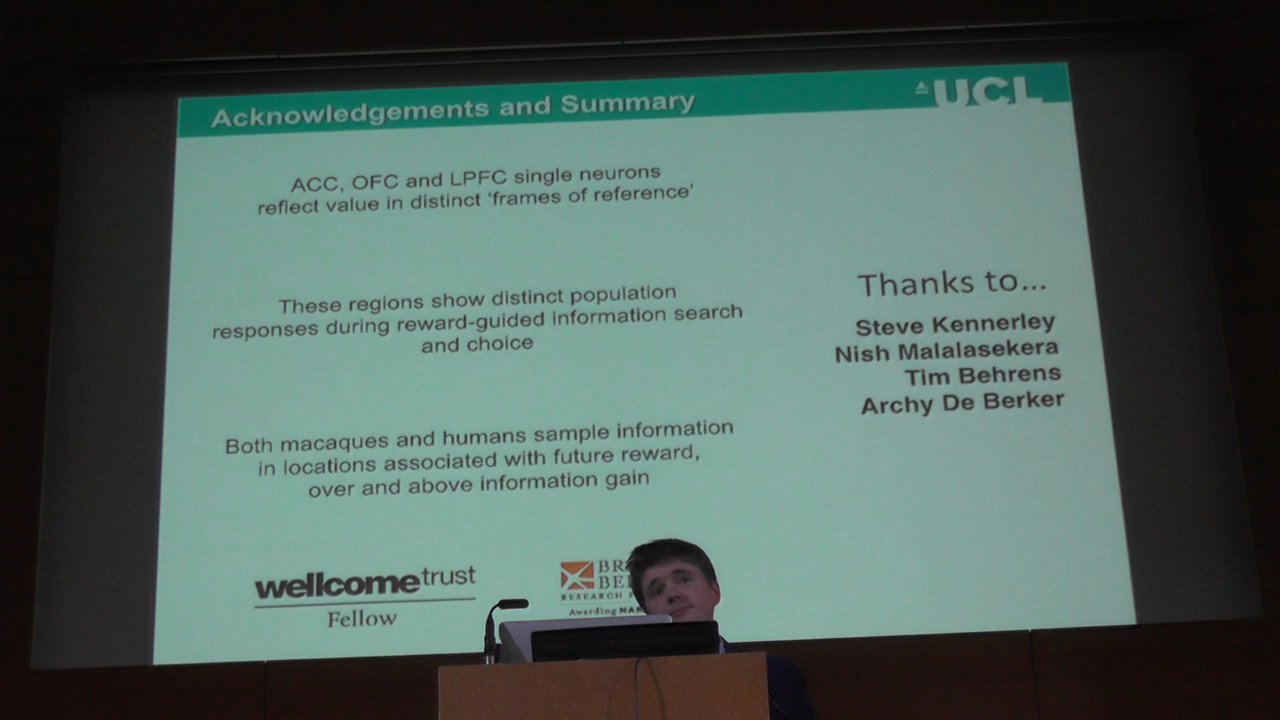 Acknowledgements and Summary
UCL
ACC, OFC and LPFC single neurons
reflect value in distinct 'frames of reference'
These regions show distinct population
responses during reward-guided information search
and choice
Both macaques and humans sample information
in locations associated with future reward,
over and above information gain
Thanks to...
Steve Kennerley
Nish Malalasekera
Tim Behrens
Archy De Berker
wellcometrust
Fellow
RESEARCH
Awarding